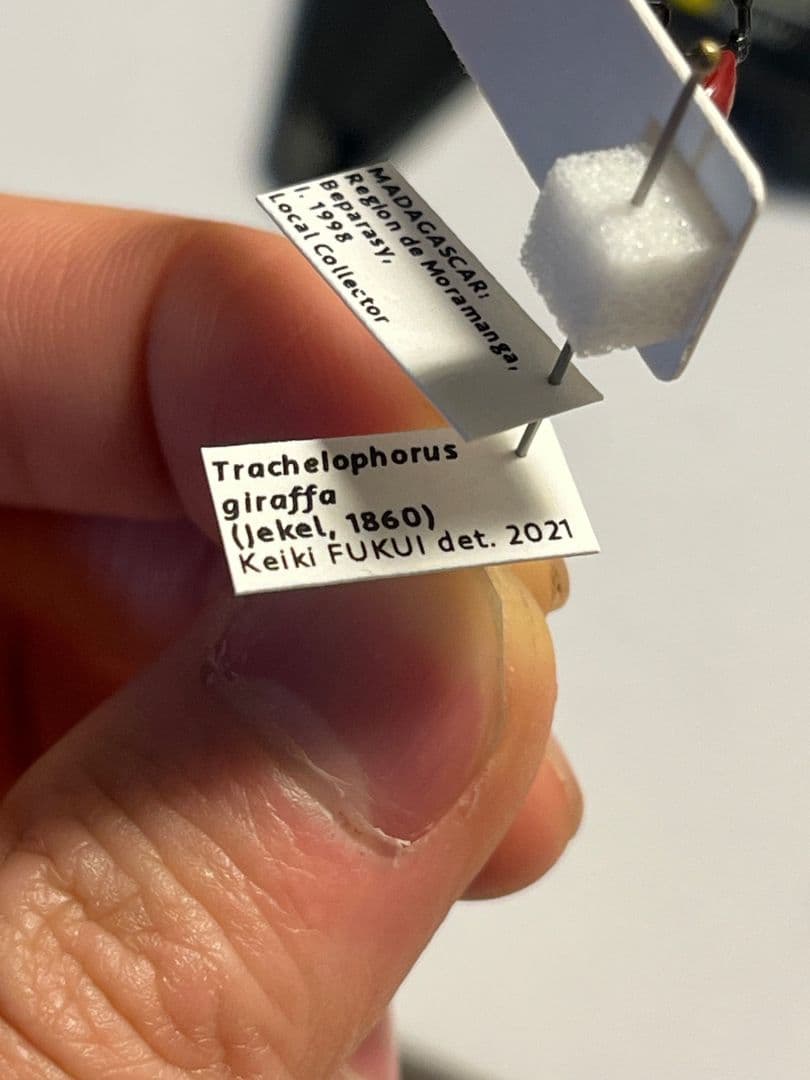 MADAGASCAR:
Region de Moramanga,
Beparasy,
I. 1998
Local Collector
Trachelophorus
giraffa
(Jekel, 1860)
Keiki FUKUI det. 2021